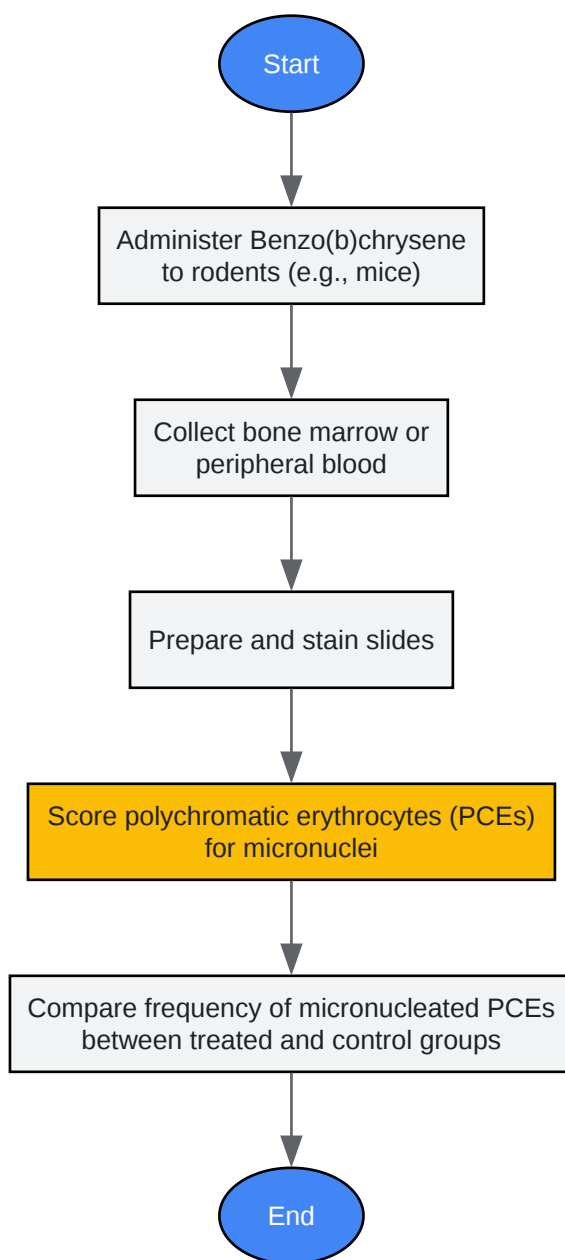 Start
Administer Benzo(b)chrysene
to rodents (e.g., mice)
Collect bone marrow or
peripheral blood
Prepare and stain slides
Score polychromatic erythrocytes (PCEs)
for micronuclei
Compare frequency of micronucleated PCEs
between treated and control groups
End